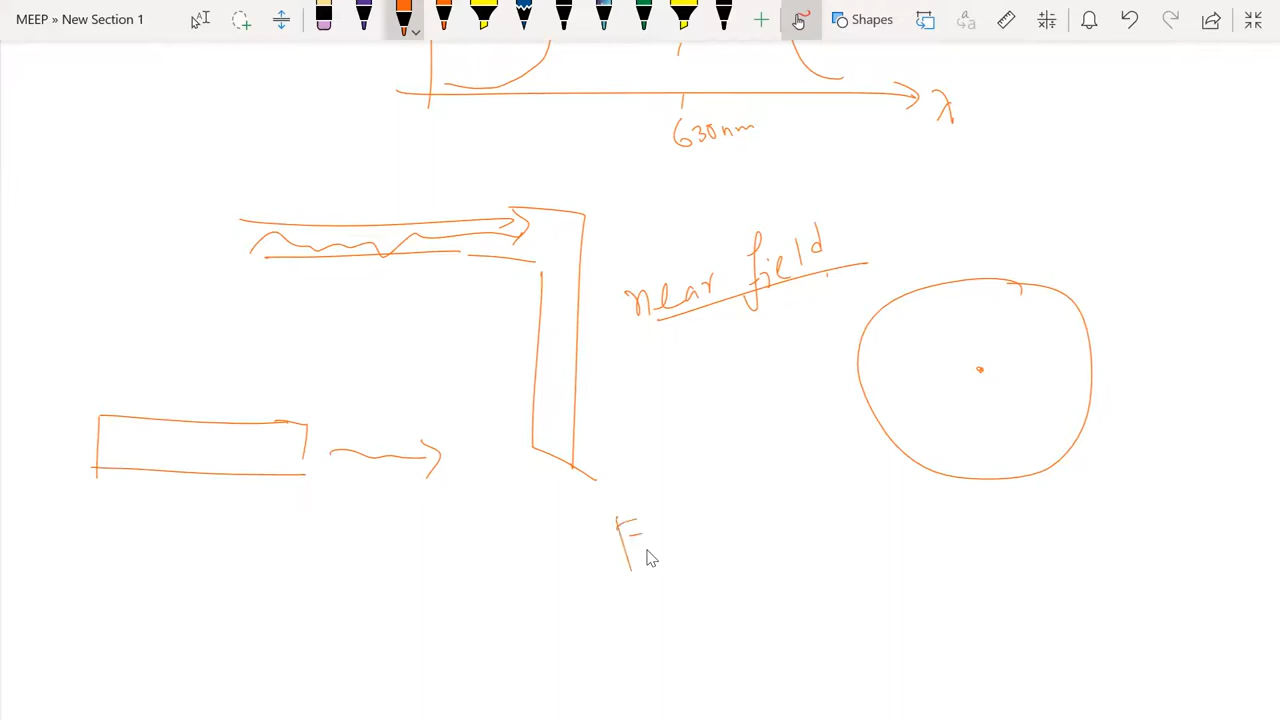 MEEP » New Section 1
Shapes
λ
630nm
near field
F